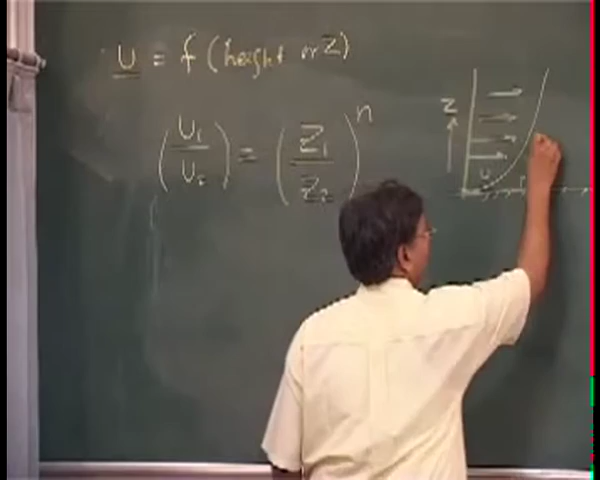 U = f (height or Z)
(U₁/U₂) = (Z₁/Z₂)ⁿ
Z
U